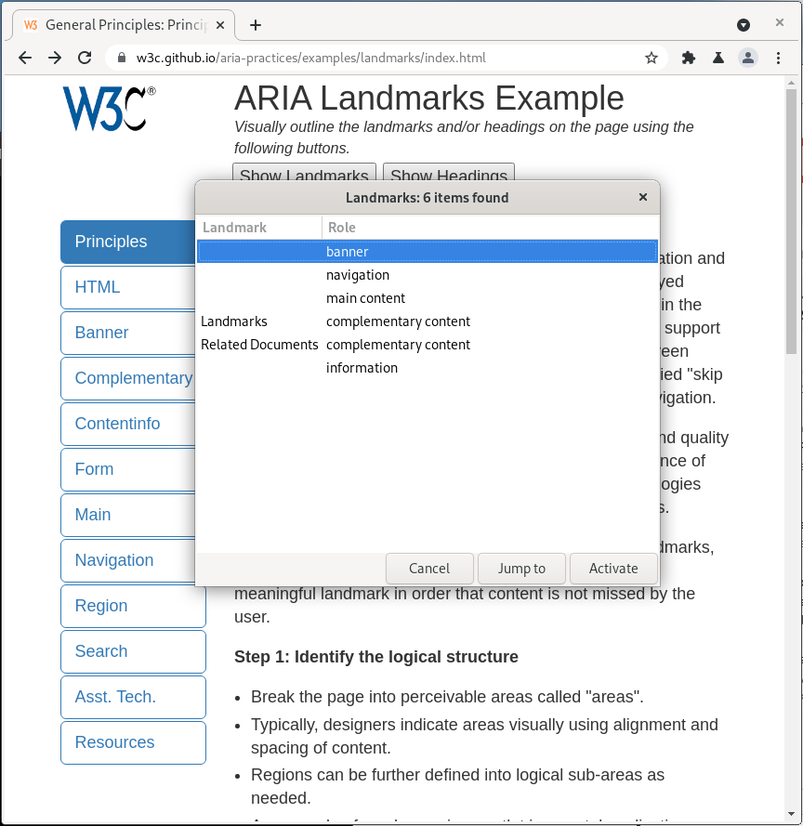 General Principles: Princip
w3c.github.io/aria-practices/examples/landmarks/index.html
W3C®
ARIA Landmarks Example
Visually outline the landmarks and/or headings on the page using the
following buttons.
Show Landmarks Show Headings
Landmarks: 6 items found
Landmark Role
banner
navigation
main content
Landmarks complementary content
Related Documents complementary content
information
Cancel Jump to Activate
Principles
HTML
Banner
Complementary
Contentinfo
Form
Main
Navigation
Region
Search
Asst. Tech.
Resources
ation and
yed
in the
support
een
ied "skip
vigation.
nd quality
nce of
ogies
s.
dmarks,
meaningful landmark in order that content is not missed by the
user.
Step 1: Identify the logical structure
• Break the page into perceivable areas called "areas".
• Typically, designers indicate areas visually using alignment and
spacing of content.
• Regions can be further defined into logical sub-areas as
needed.